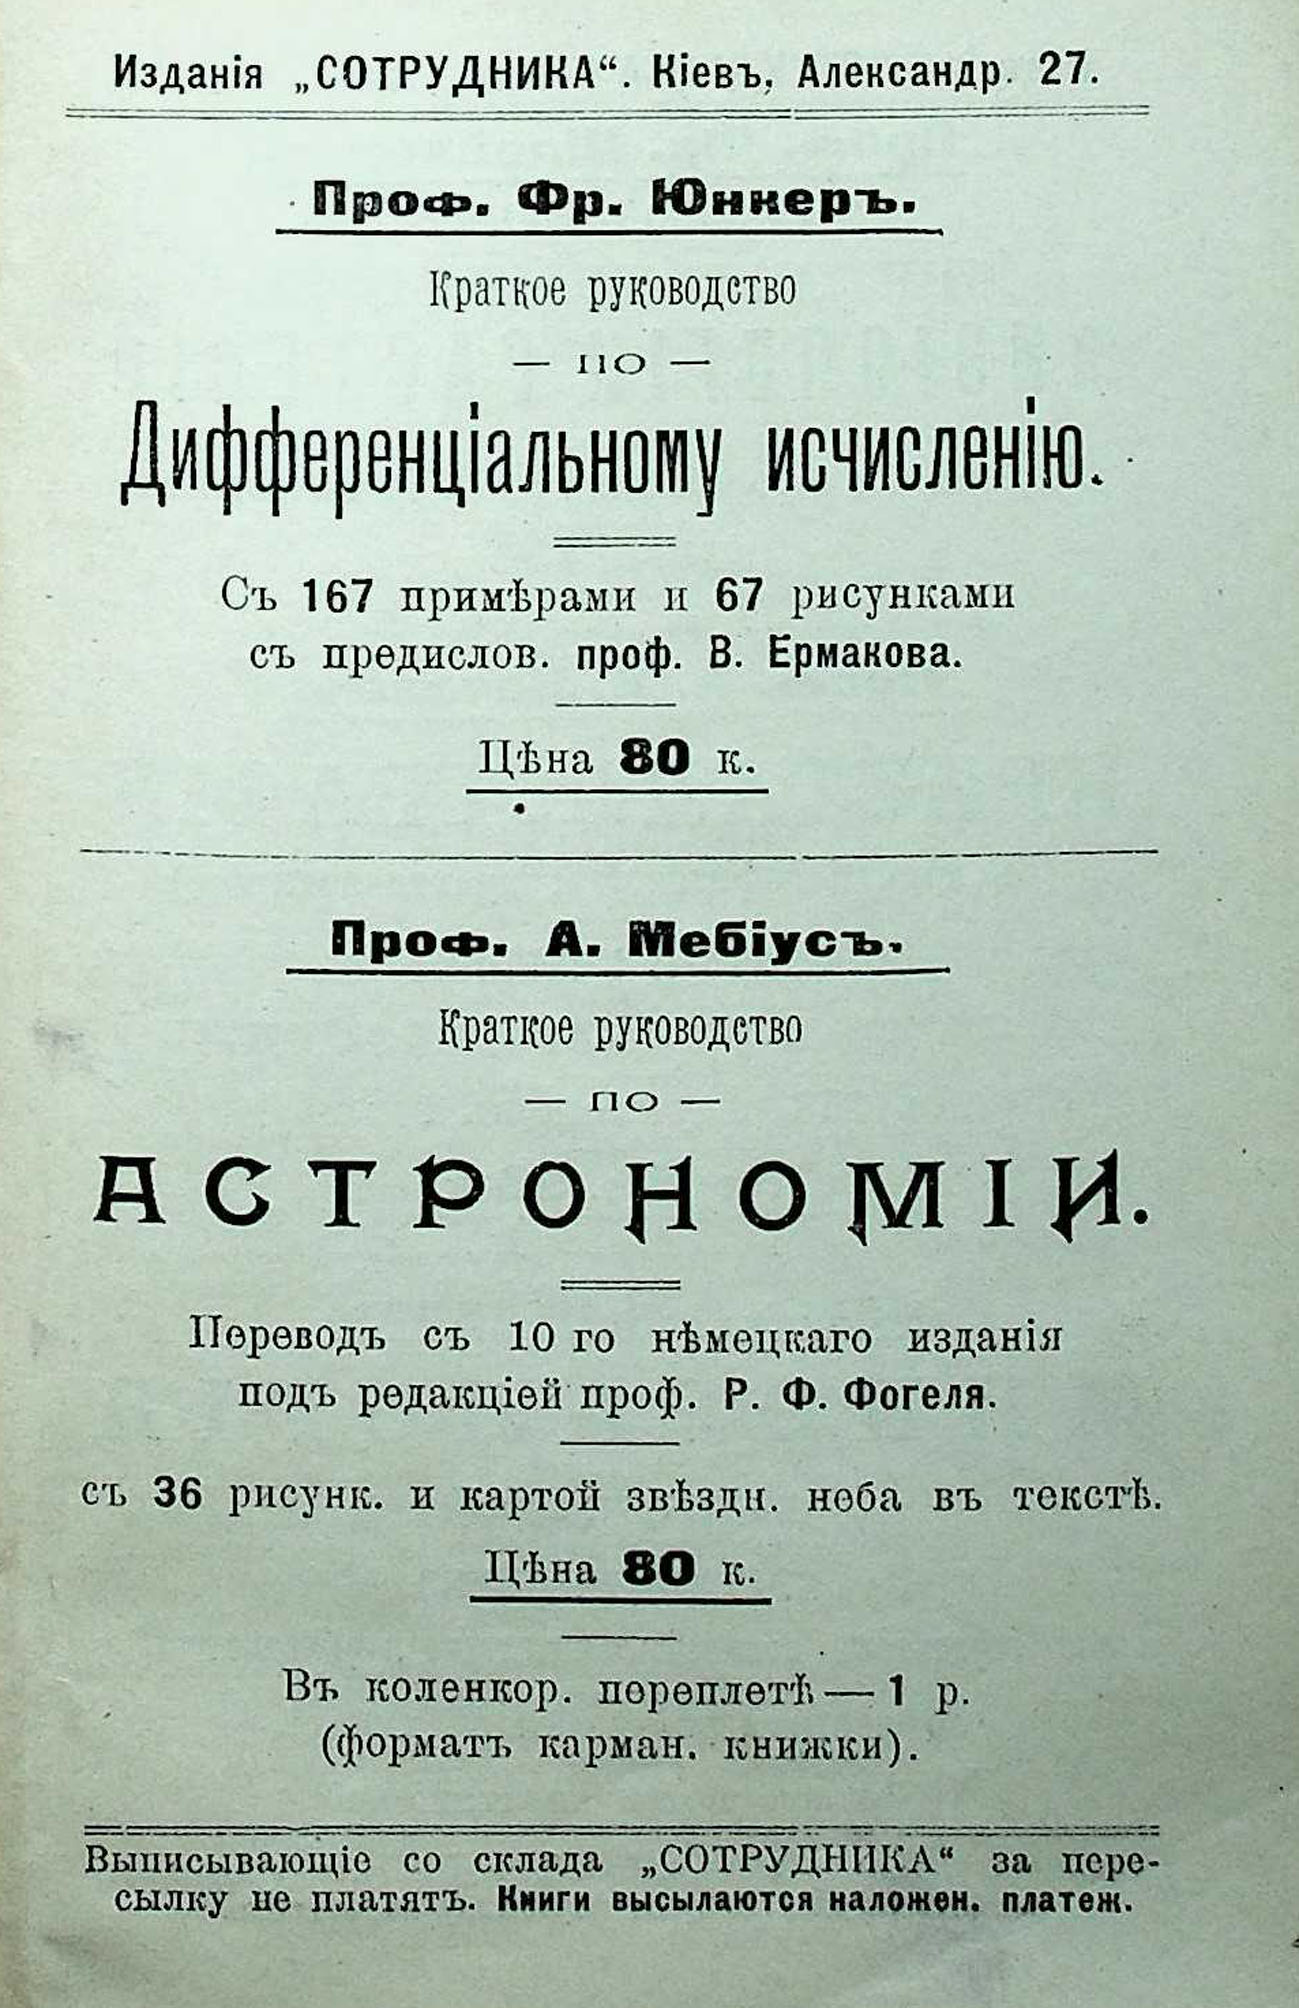 Изданія „СОТРУДНИКА“. Кіевъ, Александр. 27.
Проф. Фр. Юнкеръ.
Краткое руководство
— по —
Дифференціальному исчисленію.
Съ 167 примѣрами и 67 рисунками
съ предислов. проф. В. Ермакова.
Цѣна 80 к.
Проф. А. Мебіусъ.
Краткое руководство
— по —
АСТРОНОМІИ.
Переводъ съ 10 го нѣмецкаго изданія
подъ редакціей проф. Р. Ф. Фогеля.
съ 36 рисунк. и картой звѣздн. неба въ текстѣ.
Цѣна 80 к.
Въ коленкор. переплетѣ — 1 р.
(форматъ карман. книжки).
Выписывающіе со склада „СОТРУДНИКА“ за пере-
сылку не платятъ. Книги высылаются наложен. платеж.